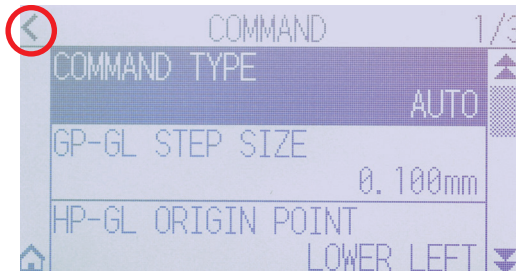 COMMAND 1/3
COMMAND TYPE
AUTO
GP-GL STEP SIZE
0.100mm
HP-GL ORIGIN POINT
LOWER LEFT